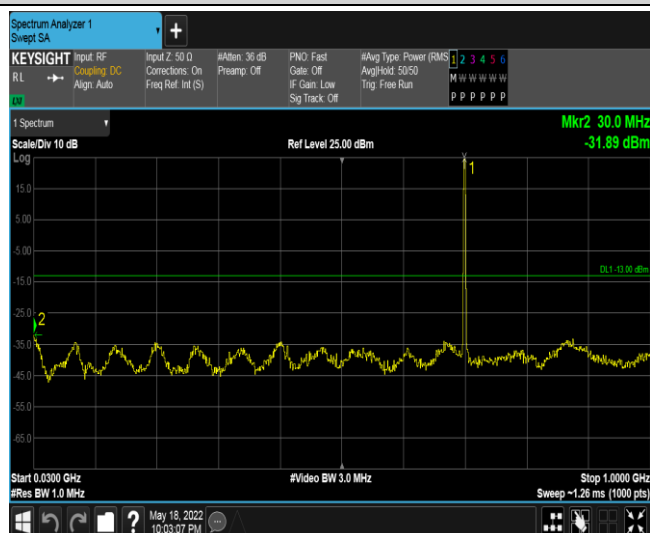 Spectrum Analyzer 1
Swept SA
+
KEYSIGHT
RL
LXI
Input: RF
Coupling: DC
Align: Auto
Input Z: 50 Ω
Corrections: On
Freq Ref: Int (S)
#Atten: 36 dB
Preamp: Off
PNO: Fast
Gate: Off
IF Gain: Low
Sig Track: Off
#Avg Type: Power (RMS
Avg|Hold: 50/50
Trig: Free Run
1 2 3 4 5 6
M W W W W W
P P P P P P
1 Spectrum
Mkr2 30.0 MHz
-31.89 dBm
Scale/Div 10 dB
Ref Level 25.00 dBm
Log
1
15.0
5.00
-5.00
DL1 -13.00 dBm
-15.0
-25.0
2
-35.0
-45.0
-55.0
-65.0
Start 0.0300 GHz
#Video BW 3.0 MHz
Stop 1.0000 GHz
#Res BW 1.0 MHz
Sweep ~1.26 ms (1000 pts)
?
May 18, 2022
10:03:07 PM